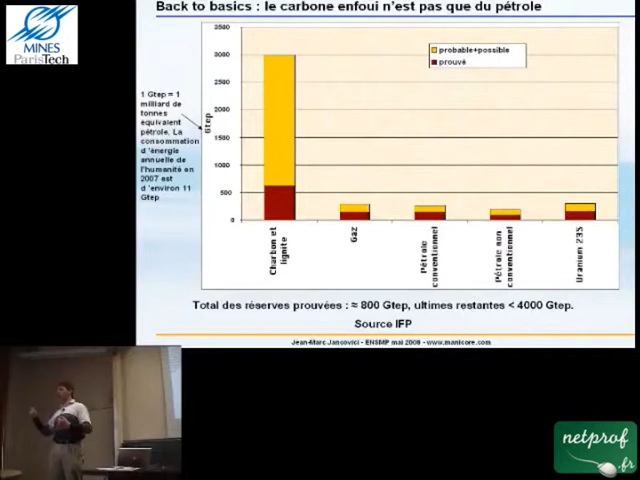 Back to basics : le carbone enfoui n'est pas que du pétrole
MINES
ParisTech
3500
3000
2500
2000
1500
1000
500
0
Gtep
probable+possible
prouvé
1 Gtep = 1
milliard de
tonnes
équivalent
pétrole. La
consommation
d 'énergie
annuelle de
l'humanité en
2007 est
d 'environ 11
Gtep
Charbon et
lignite
Gaz
Pétrole
conventionnel
Pétrole non
conventionnel
Uranium 235
Total des réserves prouvées : ≈ 800 Gtep, ultimes restantes < 4000 Gtep.
Source IFP
Jean-Marc Jancovici - ENSMP mai 2008 - www.manicore.com
netprof
.fr